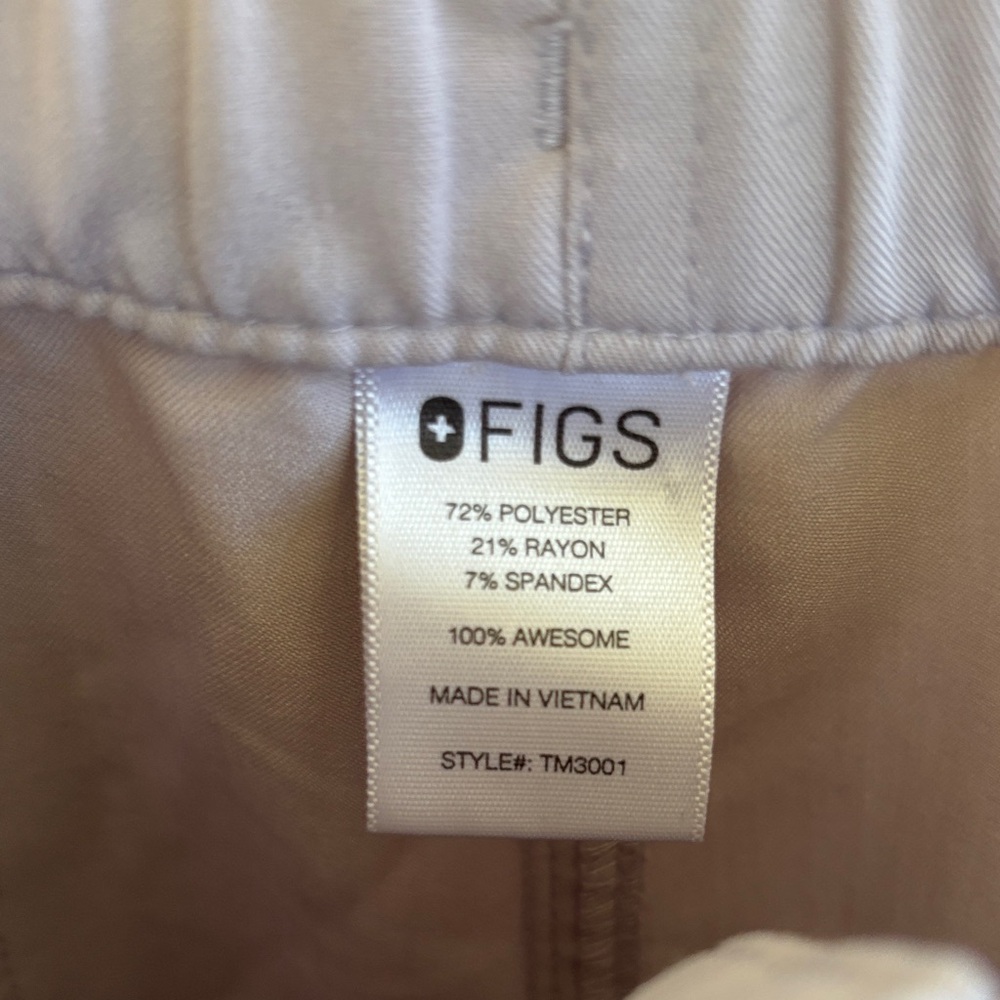 FIGS
72% POLYESTER
21% RAYON
7% SPANDEX
100% AWESOME
MADE IN VIETNAM
STYLE#: TM3001